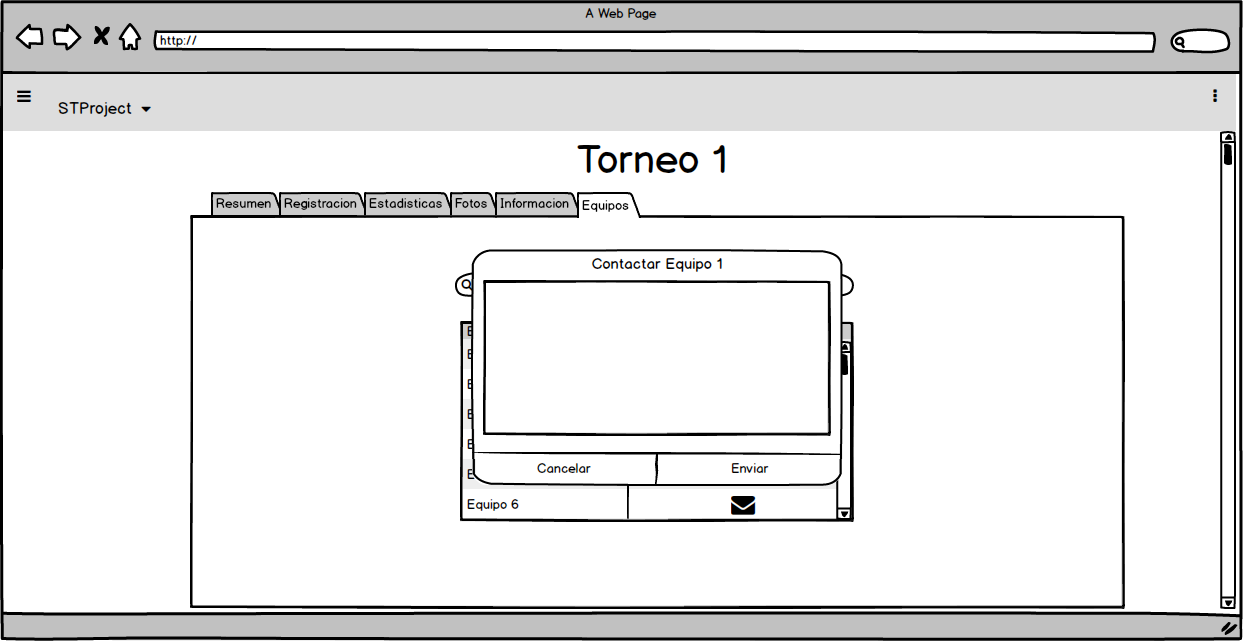 A Web Page
http://
STProject
Torneo 1
Resumen Registracion Estadisticas Fotos Informacion Equipos
Contactar Equipo 1
E
E
E
E
E
E
Cancelar Enviar
Equipo 6